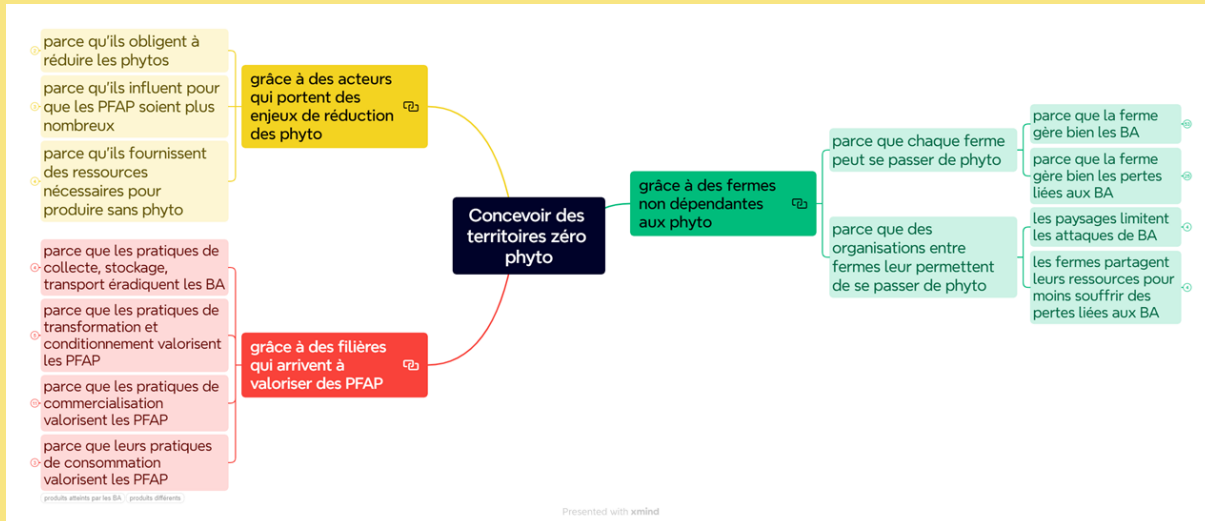 parce qu'ils obligent à
réduire les phytos
parce qu'ils influent pour
que les PFAP soient plus
nombreux
parce qu'ils fournissent
des ressources
nécessaires pour
produire sans phyto
grâce à des acteurs
qui portent des
enjeux de réduction
des phyto
parce que les pratiques de
collecte, stockage,
transport éradiquent les BA
parce que les pratiques de
transformation et
conditionnement valorisent
les PFAP
parce que les pratiques de
commercialisation
valorisent les PFAP
parce que leurs pratiques
de consommation
valorisent les PFAP
produits atteints par les BA
produits différents
grâce à des filières
qui arrivent à
valoriser des PFAP
Concevoir des
territoires zéro
phyto
grâce à des fermes
non dépendantes
aux phyto
parce que chaque ferme
peut se passer de phyto
parce que la ferme
gère bien les BA
parce que la ferme
gère bien les pertes
liées aux BA
parce que des
organisations entre
fermes leur permettent
de se passer de phyto
les paysages limitent
les attaques de BA
les fermes partagent
leurs ressources pour
moins souffrir des
pertes liées aux BA
Presented with xmind